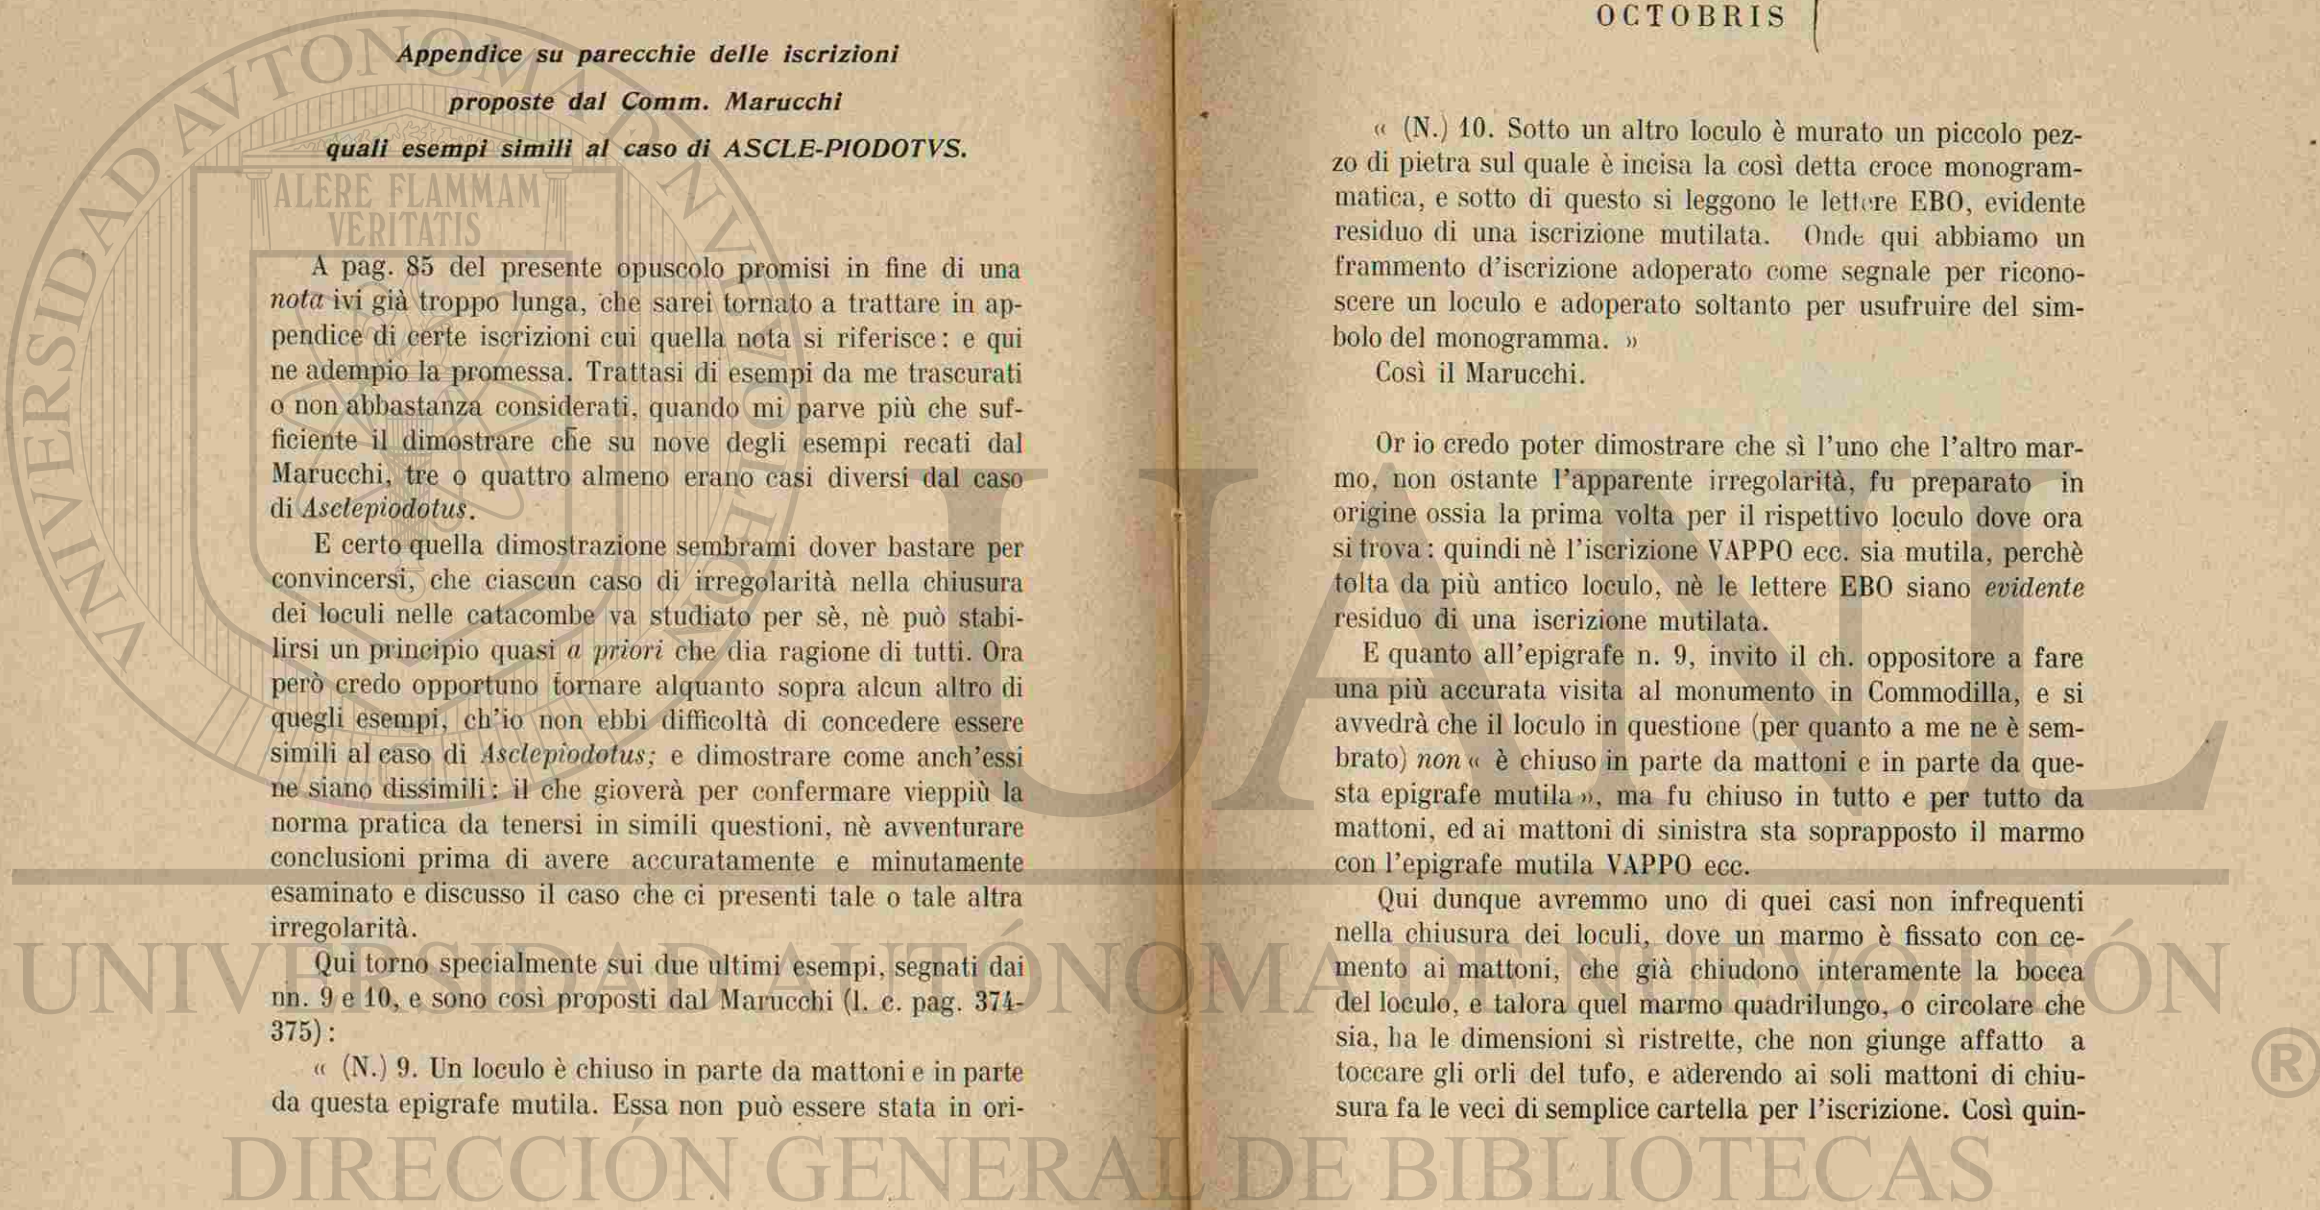 Appendice su parecchie delle iscrizioni
proposte dal Comm. Marucchi
quali esempi simili al caso di ASCLE-PIODOTVS.
A pag. 85 del presente opuscolo promisi in fine di una
nota ivi già troppo lunga, che sarei tornato a trattare in ap-
pendice di certe iscrizioni cui quella nota si riferisce: e qui
ne adempio la promessa. Trattasi di esempi da me trascurati
o non abbastanza considerati, quando mi parve più che suf-
ficiente il dimostrare che su nove degli esempi recati dal
Marucchi, tre o quattro almeno erano casi diversi dal caso
di Asclepiodotus.
E certo quella dimostrazione sembrami dover bastare per
convincersi, che ciascun caso di irregolarità nella chiusura
dei loculi nelle catacombe va studiato per sè, nè può stabi-
lirsi un principio quasi a priori che dia ragione di tutti. Ora
però credo opportuno tornare alquanto sopra alcun altro di
quegli esempi, ch'io non ebbi difficoltà di concedere essere
simili al caso di Asclepiodotus; e dimostrare come anch'essi
ne siano dissimili: il che gioverà per confermare vieppiù la
norma pratica da tenersi in simili questioni, nè avventurare
conclusioni prima di avere accuratamente e minutamente
esaminato e discusso il caso che ci presenti tale o tale altra
irregolarità.
Qui torno specialmente sui due ultimi esempi, segnati dai
nn. 9 e 10, e sono così proposti dal Marucchi (l. c. pag. 374-
375):
« (N.) 9. Un loculo è chiuso in parte da mattoni e in parte
da questa epigrafe mutila. Essa non può essere stata in ori-
OCTOBRIS
« (N.) 10. Sotto un altro loculo è murato un piccolo pez-
zo di pietra sul quale è incisa la così detta croce monogram-
matica, e sotto di questo si leggono le lettere EBO, evidente
residuo di una iscrizione mutilata. Onde qui abbiamo un
frammento d'iscrizione adoperato come segnale per ricono-
scere un loculo e adoperato soltanto per usufruire del sim-
bolo del monogramma. »
Così il Marucchi.
Or io credo poter dimostrare che sì l'uno che l'altro mar-
mo, non ostante l'apparente irregolarità, fu preparato in
origine ossia la prima volta per il rispettivo loculo dove ora
si trova: quindi nè l'iscrizione VAPPO ecc. sia mutila, perchè
tolta da più antico loculo, nè le lettere EBO siano evidente
residuo di una iscrizione mutilata.
E quanto all'epigrafe n. 9, invito il ch. oppositore a fare
una più accurata visita al monumento in Commodilla, e si
avvedrà che il loculo in questione (per quanto a me ne è sem-
brato) non « è chiuso in parte da mattoni e in parte da que-
sta epigrafe mutila », ma fu chiuso in tutto e per tutto da
mattoni, ed ai mattoni di sinistra sta soprapposto il marmo
con l'epigrafe mutila VAPPO ecc.
Qui dunque avremmo uno di quei casi non infrequenti
nella chiusura dei loculi, dove un marmo è fissato con ce-
mento ai mattoni, che già chiudono interamente la bocca
del loculo, e talora quel marmo quadrilungo, o circolare che
sia, ha le dimensioni sì ristrette, che non giunge affatto a
toccare gli orli del tufo, e aderendo ai soli mattoni di chiu-
sura fa le veci di semplice cartella per l'iscrizione. Così quin-
UNIVERSIDAD AUTONOMA DE NUEVO LEON
ALERE FLAMMAM
VERITATIS
UANL
UNIVERSIDAD AUTÓNOMA DE NUEVO LEÓN
®
DIRECCIÓN GENERAL DE BIBLIOTECAS